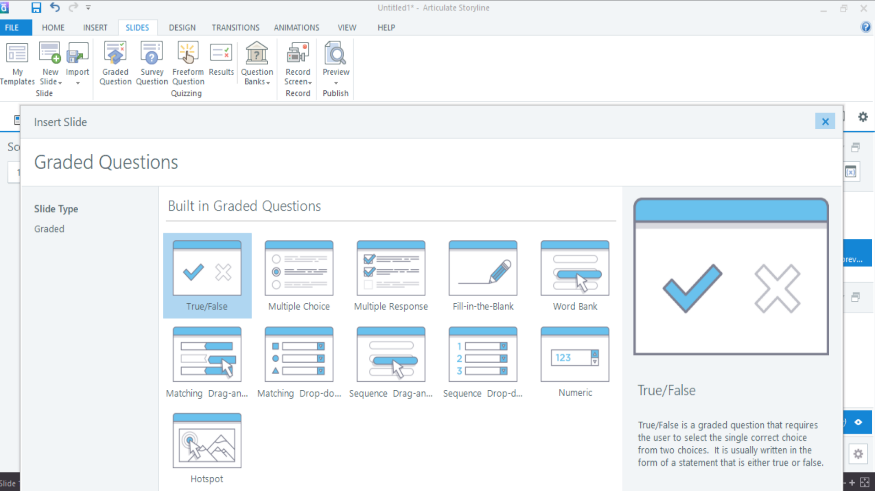 Untitled1* - Articulate Storyline
FILE HOME INSERT SLIDES DESIGN TRANSITIONS ANIMATIONS VIEW HELP
My Templates
New Slide
Import
Graded Question
Survey Question
Freeform Question
Results
Question Banks
Record Screen
Preview
Slide Quizzing Record Publish
Insert Slide
Graded Questions
Slide Type
Graded
Built in Graded Questions
True/False Multiple Choice Multiple Response Fill-in-the-Blank Word Bank
1
2
3
123
Matching Drag-an... Matching Drop-do... Sequence Drag-an... Sequence Drop-d... Numeric
Hotspot
True/False
True/False is a graded question that requires
the user to select the single correct choice
from two choices. It is usually written in the
form of a statement that is either true or false.
Slide